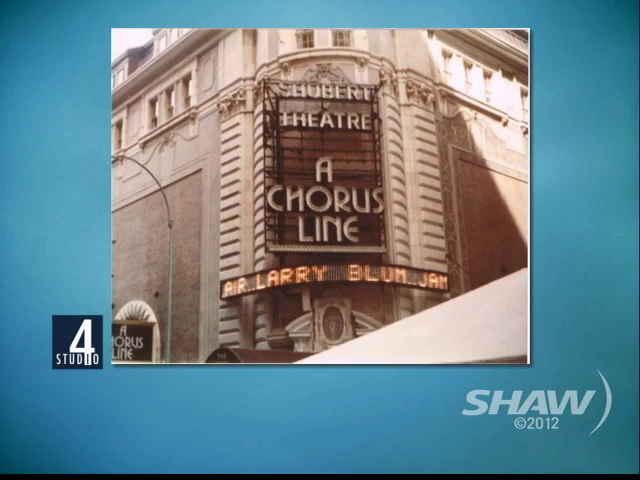 SHUBERT
THEATRE
A
CHORUS
LINE
AIR. LARRY BLUM. JAM
A
CHORUS
LINE
4
STUDIO
SHAW
©2012